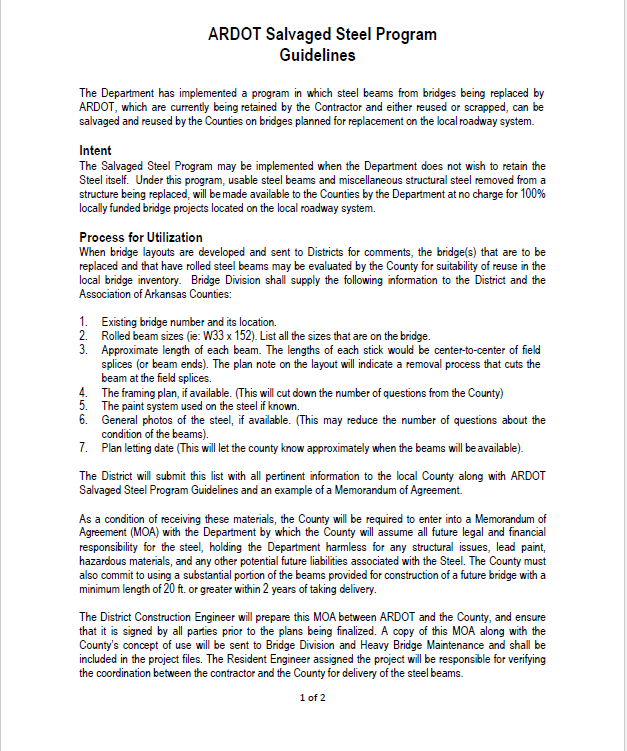 ARDOT Salvaged Steel Program
Guidelines
The Department has implemented a program in which steel beams from bridges being replaced by
ARDOT, which are currently being retained by the Contractor and either reused or scrapped, can be
salvaged and reused by the Counties on bridges planned for replacement on the local roadway system.
Intent
The Salvaged Steel Program may be implemented when the Department does not wish to retain the
Steel itself. Under this program, usable steel beams and miscellaneous structural steel removed from a
structure being replaced, will be made available to the Counties by the Department at no charge for 100%
locally funded bridge projects located on the local roadway system.
Process for Utilization
When bridge layouts are developed and sent to Districts for comments, the bridge(s) that are to be
replaced and that have rolled steel beams may be evaluated by the County for suitability of reuse in the
local bridge inventory. Bridge Division shall supply the following information to the District and the
Association of Arkansas Counties:
1. Existing bridge number and its location.
2. Rolled beam sizes (ie: W33 x 152). List all the sizes that are on the bridge.
3. Approximate length of each beam. The lengths of each stick would be center-to-center of field
splices (or beam ends). The plan note on the layout will indicate a removal process that cuts the
beam at the field splices.
4. The framing plan, if available. (This will cut down the number of questions from the County)
5. The paint system used on the steel if known.
6. General photos of the steel, if available. (This may reduce the number of questions about the
condition of the beams).
7. Plan letting date (This will let the county know approximately when the beams will be available).
The District will submit this list with all pertinent information to the local County along with ARDOT
Salvaged Steel Program Guidelines and an example of a Memorandum of Agreement.
As a condition of receiving these materials, the County will be required to enter into a Memorandum of
Agreement (MOA) with the Department by which the County will assume all future legal and financial
responsibility for the steel, holding the Department harmless for any structural issues, lead paint,
hazardous materials, and any other potential future liabilities associated with the Steel. The County must
also commit to using a substantial portion of the beams provided for construction of a future bridge with a
minimum length of 20 ft. or greater within 2 years of taking delivery.
The District Construction Engineer will prepare this MOA between ARDOT and the County, and ensure
that it is signed by all parties prior to the plans being finalized. A copy of this MOA along with the
County's concept of use will be sent to Bridge Division and Heavy Bridge Maintenance and shall be
included in the project files. The Resident Engineer assigned the project will be responsible for verifying
the coordination between the contractor and the County for delivery of the steel beams.
1 of 2